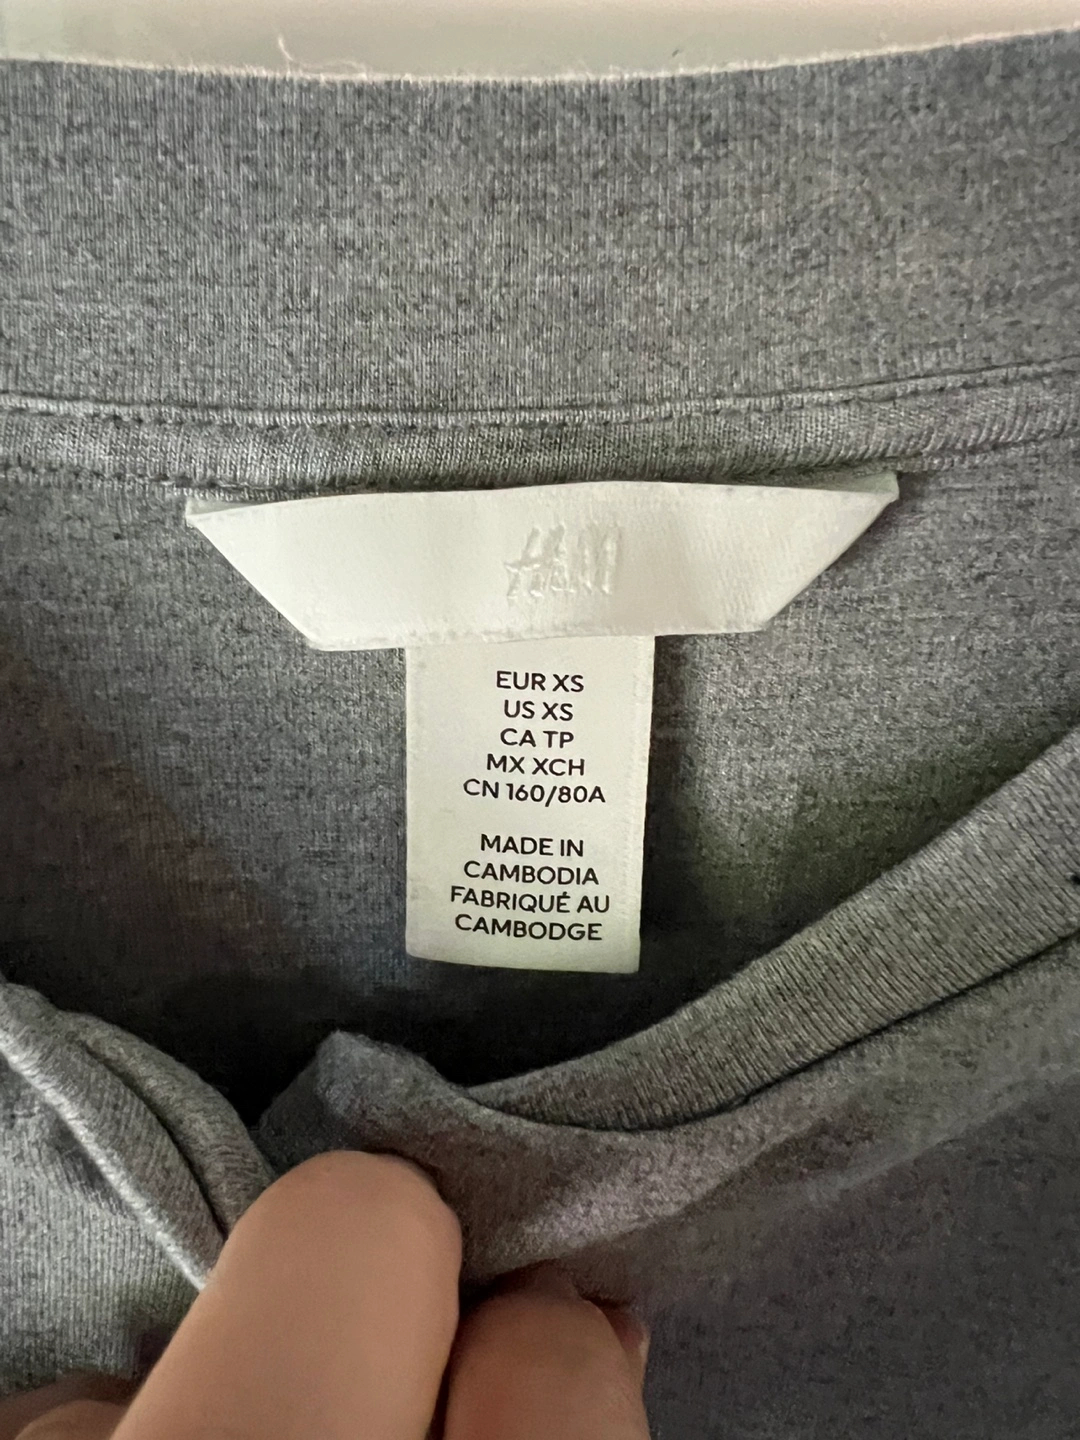 H&M
EUR XS
US XS
CA TP
MX XCH
CN 160/80A
MADE IN
CAMBODIA
FABRIQUÉ AU
CAMBODGE